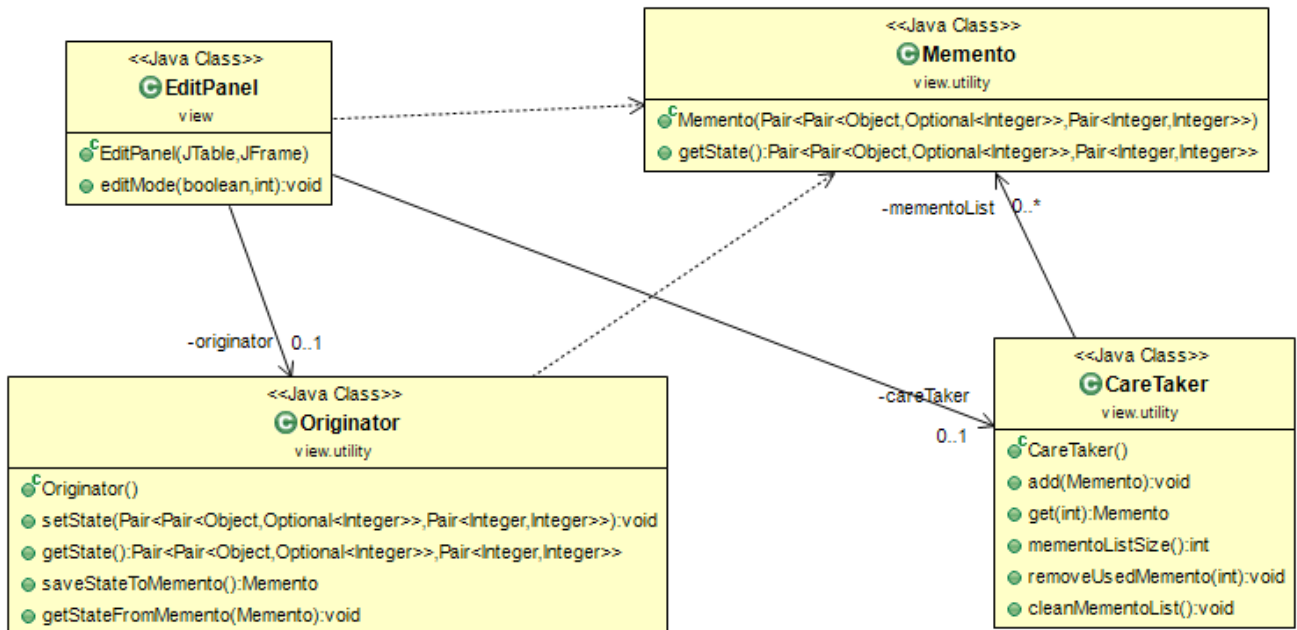 <<Java Class>>
EditPanel
view
EditPanel(JTable,JFrame)
editMode(boolean,int):void
<<Java Class>>
Memento
view.utility
Memento(Pair<Pair<Object,Optional<Integer>>,Pair<Integer,Integer>>)
getState():Pair<Pair<Object,Optional<Integer>>,Pair<Integer,Integer>>
-mementoList 0..*
-originator 0..1
-careTaker
0..1
<<Java Class>>
Originator
view.utility
Originator()
setState(Pair<Pair<Object,Optional<Integer>>,Pair<Integer,Integer>>):void
getState():Pair<Pair<Object,Optional<Integer>>,Pair<Integer,Integer>>
saveStateToMemento():Memento
getStateFromMemento(Memento):void
<<Java Class>>
CareTaker
view.utility
CareTaker()
add(Memento):void
get(int):Memento
mementoListSize():int
removeUsedMemento(int):void
cleanMementoList():void